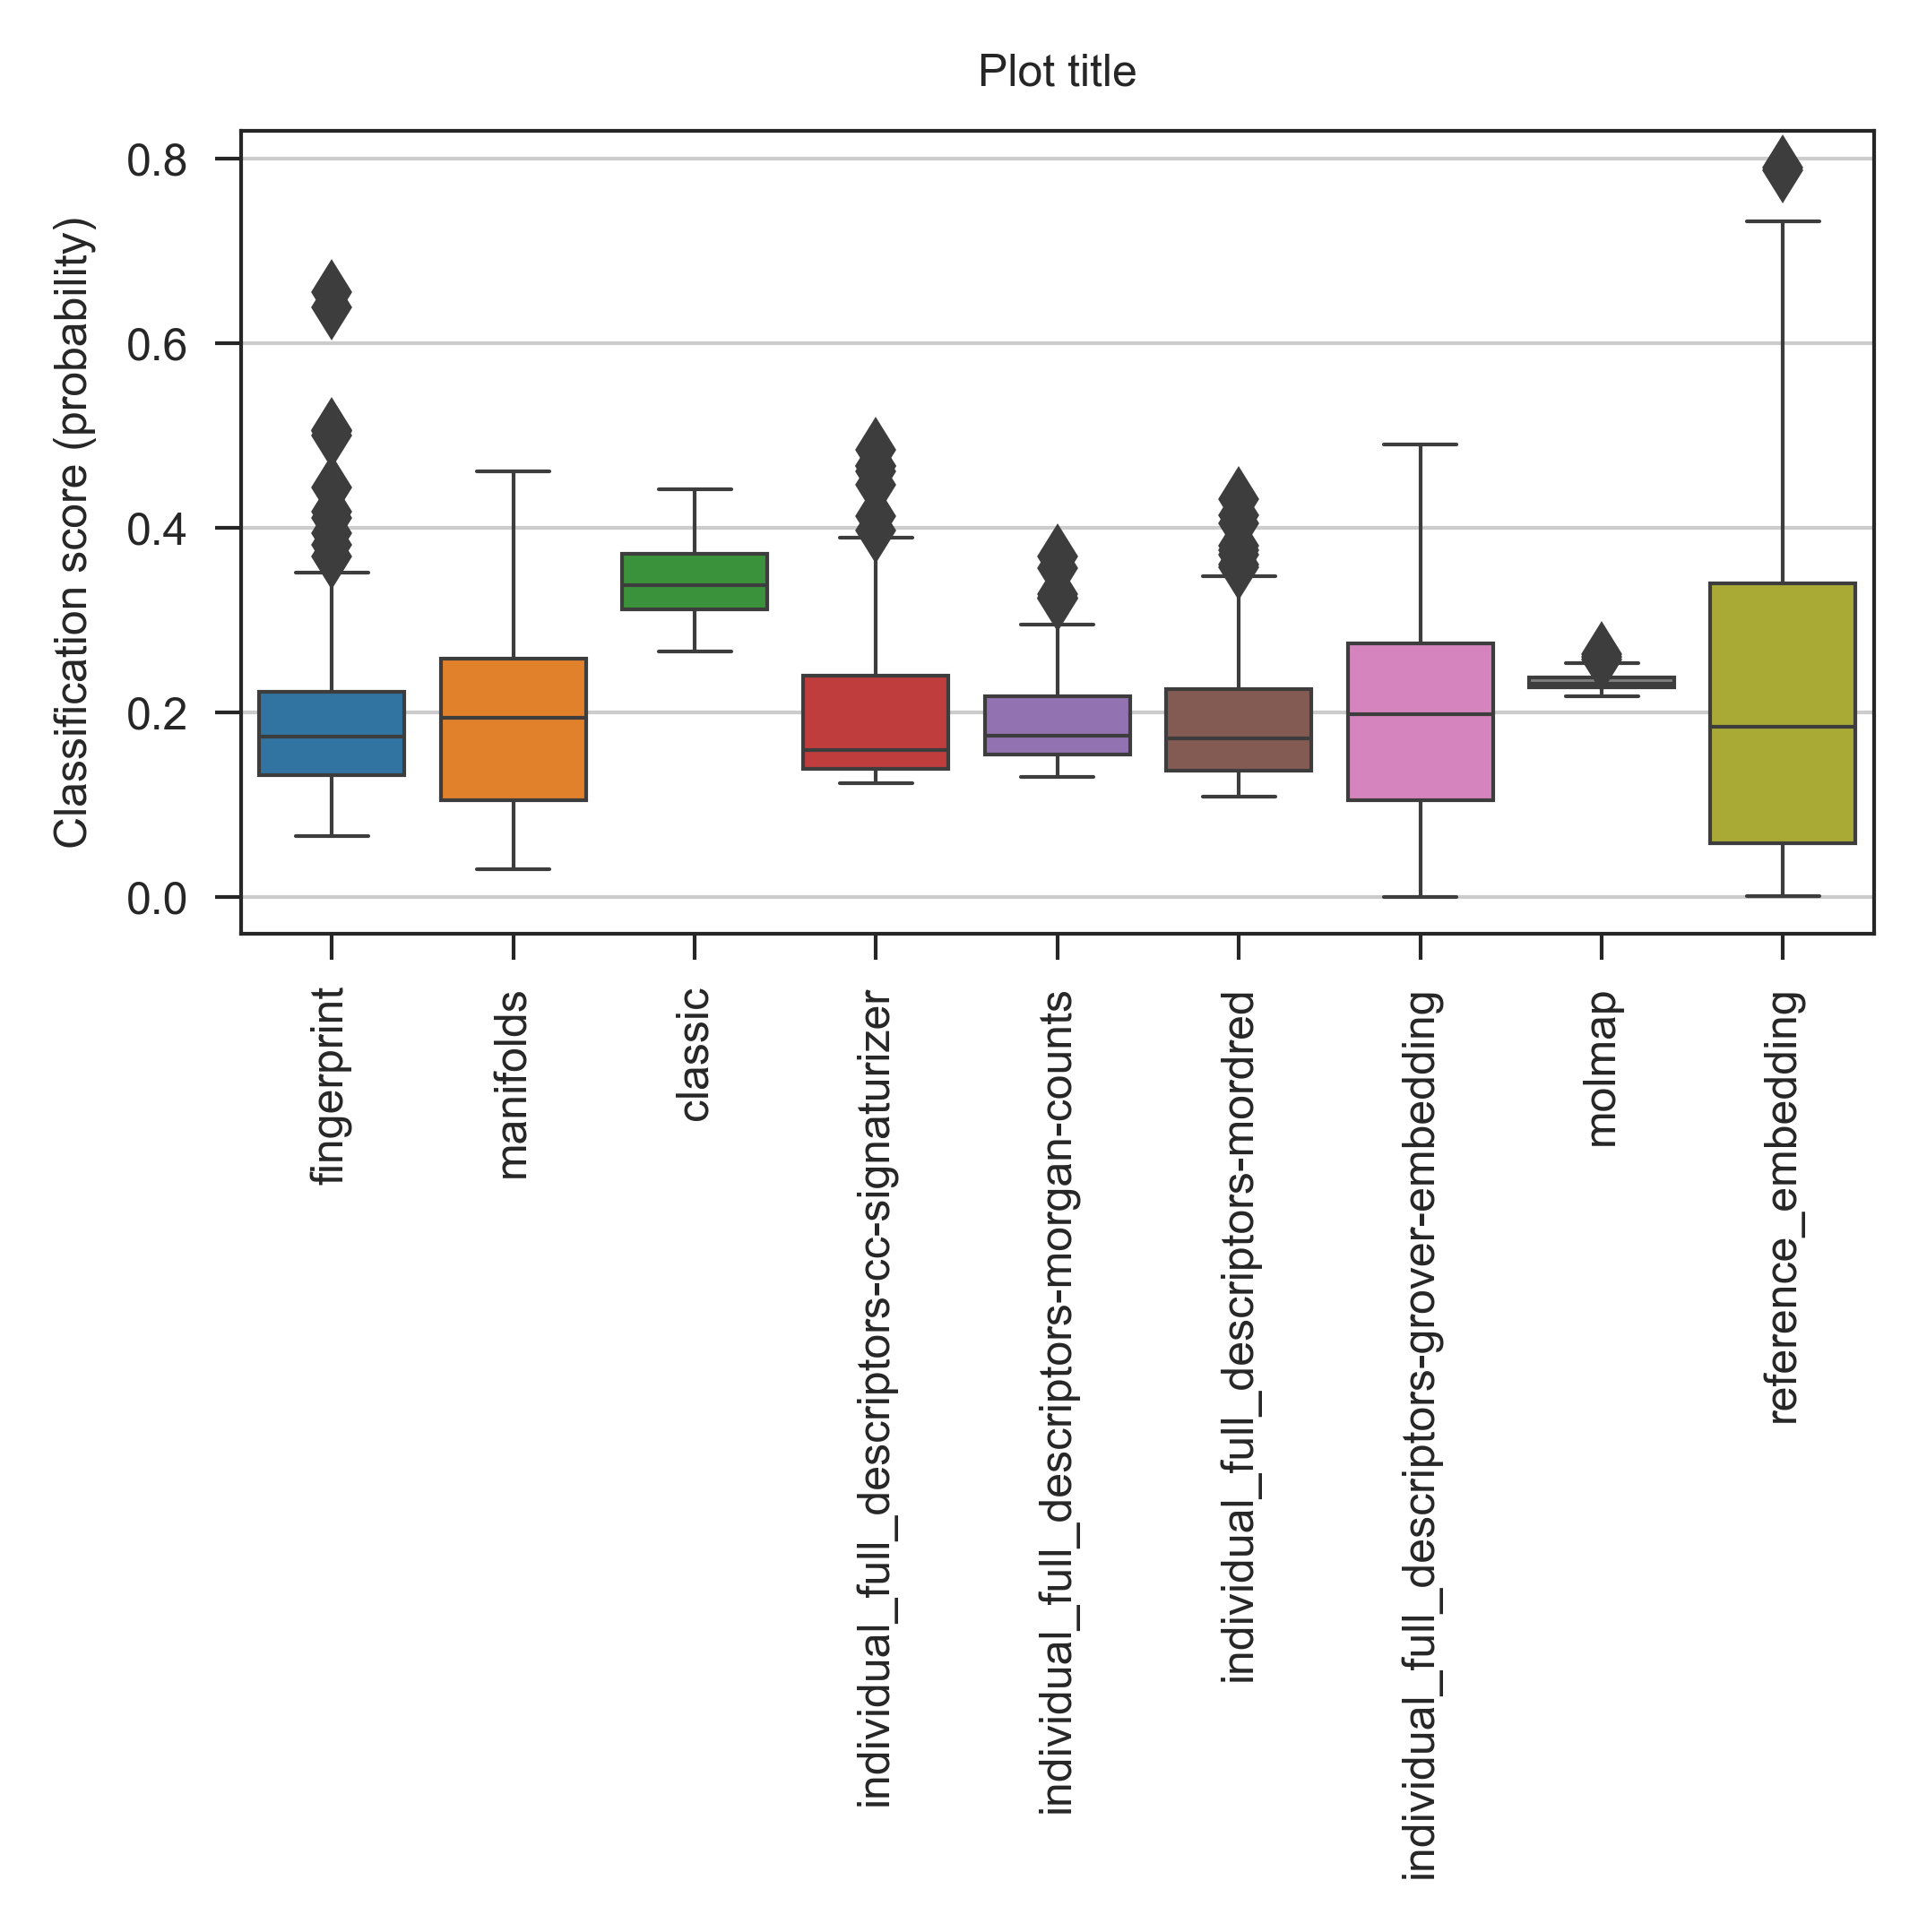 Plot title
Classification score (probability)
0.8
0.6
0.4
0.2
0.0
fingerprint
manifolds
classic
individual_full_descriptors-cc-signaturizer
individual_full_descriptors-morgan-counts
individual_full_descriptors-mordred
individual_full_descriptors-grover-embedding
molmap
reference_embedding